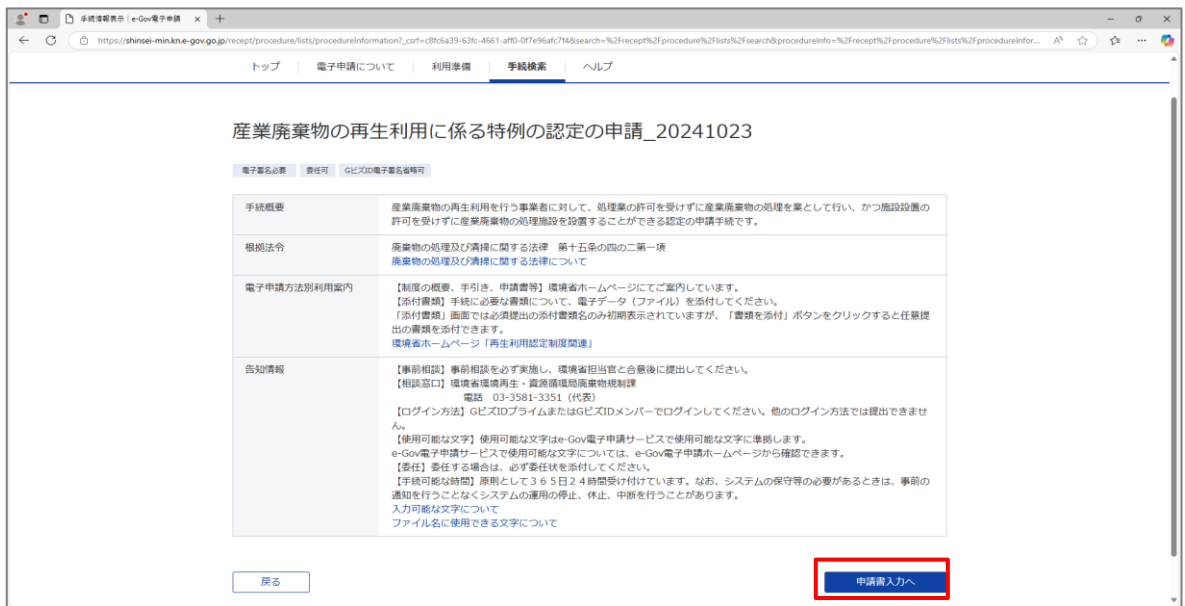 手続情報表示｜e-Gov電子申請
https://shinsei-min.kn.e-gov.go.jp/recept/procedure/lists/procedureInformation?_csrf=c8fc6a39-63fc-4661-aff0-0f7e96afc7f4&search=%2Frecept%2Fprocedure%2Flists%2Fsearch&procedureInfo=%2Frecept%2Fprocedure%2Flists%2FprocedureInfor...
トップ 電子申請について 利用準備 手続検索 ヘルプ
産業廃棄物の再生利用に係る特例の認定の申請_20241023
電子署名必要 委任可 GビズID電子署名省略可
手続概要
産業廃棄物の再生利用を行う事業者に対して、処理業の許可を受けずに産業廃棄物の処理を業として行い、かつ施設設置の
許可を受けずに産業廃棄物の処理施設を設置することができる認定の申請手続です。
根拠法令
廃棄物の処理及び清掃に関する法律　第十五条の四の二第一項
廃棄物の処理及び清掃に関する法律について
電子申請方法別利用案内
【制度の概要、手引き、申請書等】環境省ホームページにてご案内しています。
【添付書類】手続に必要な書類について、電子データ（ファイル）を添付してください。
「添付書類」画面では必須提出の添付書類名のみ初期表示されていますが、「書類を添付」ボタンをクリックすると任意提
出の書類を添付できます。
環境省ホームページ「再生利用認定制度関連」
告知情報
【事前相談】事前相談を必ず実施し、環境省担当官と合意後に提出してください。
【相談窓口】環境省環境再生・資源循環局廃棄物規制課
電話　03-3581-3351（代表）
【ログイン方法】GビズIDプライムまたはGビズIDメンバーでログインしてください。他のログイン方法では提出できませ
ん。
【使用可能な文字】使用可能な文字はe-Gov電子申請サービスで使用可能な文字に準拠します。
e-Gov電子申請サービスで使用可能な文字については、e-Gov電子申請ホームページから確認できます。
【委任】委任する場合は、必ず委任状を添付してください。
【手続可能な時間】原則として３６５日２４時間受け付けています。なお、システムの保守等の必要があるときは、事前の
通知を行うことなくシステムの運用の停止、休止、中断を行うことがあります。
入力可能な文字について
ファイル名に使用できる文字について
戻る
申請書入力へ